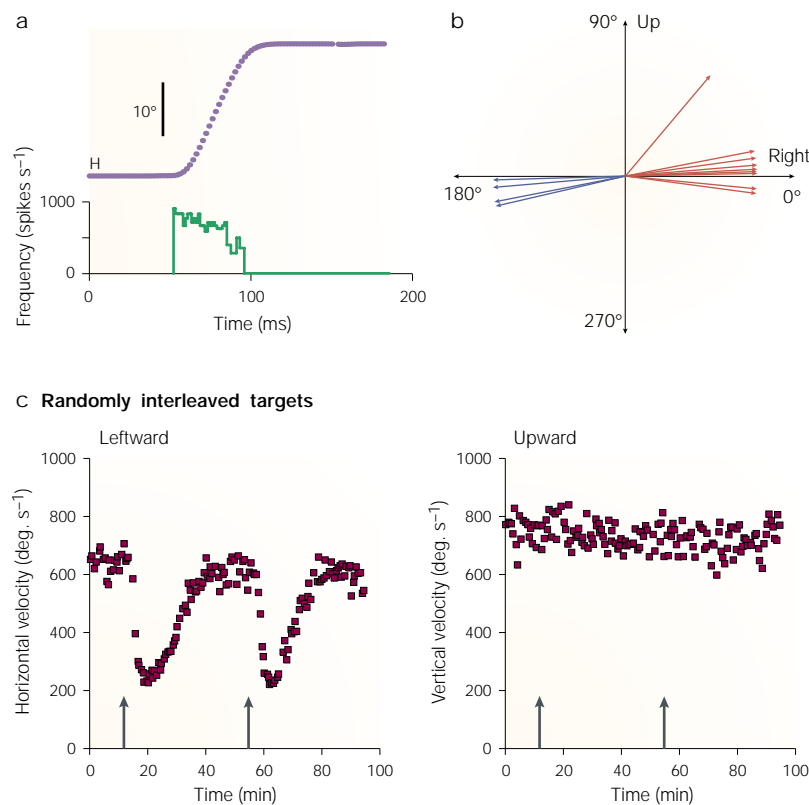 a
10°
H
Frequency (spikes s⁻¹)
1000
0
0 100 200
Time (ms)
b
90° Up
Right
180° 0°
270°
c Randomly interleaved targets
Leftward
Horizontal velocity (deg. s⁻¹)
1000
800
600
400
200
0
0 20 40 60 80 100
Time (min)
Upward
Vertical velocity (deg. s⁻¹)
1000
800
600
400
200
0
0 20 40 60 80 100
Time (min)